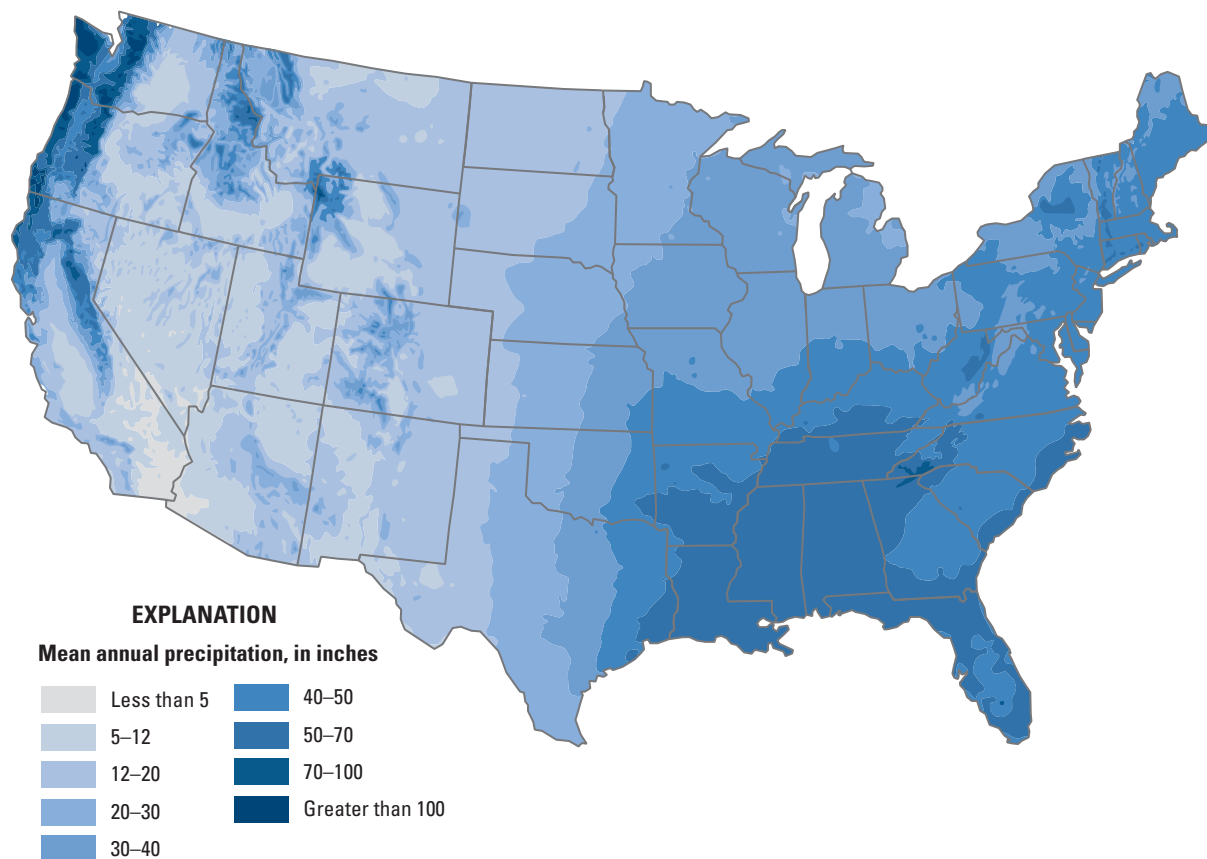 EXPLANATION
Mean annual precipitation, in inches
Less than 5
5–12
12–20
20–30
30–40
40–50
50–70
70–100
Greater than 100